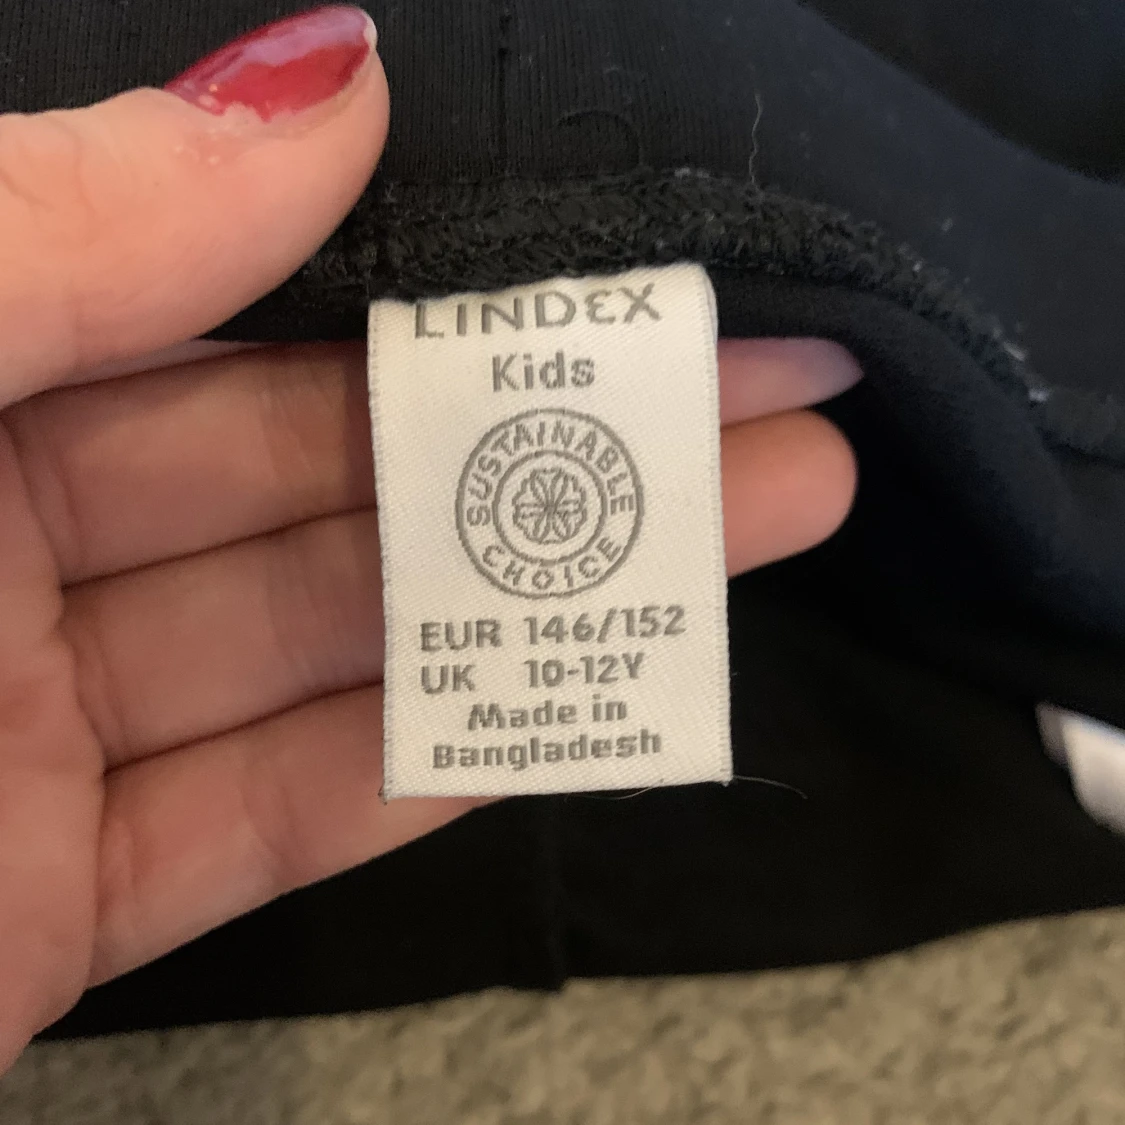 LINDEX
Kids
SUSTAINABLE
CHOICE
EUR 146/152
UK 10-12Y
Made in
Bangladesh